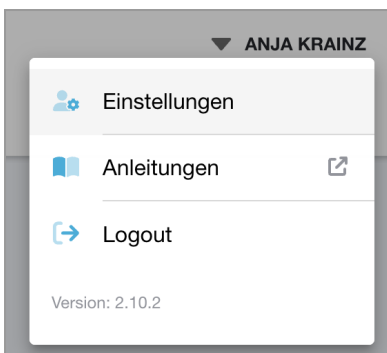 ANJA KRAINZ
Einstellungen
Anleitungen
Logout
Version: 2.10.2